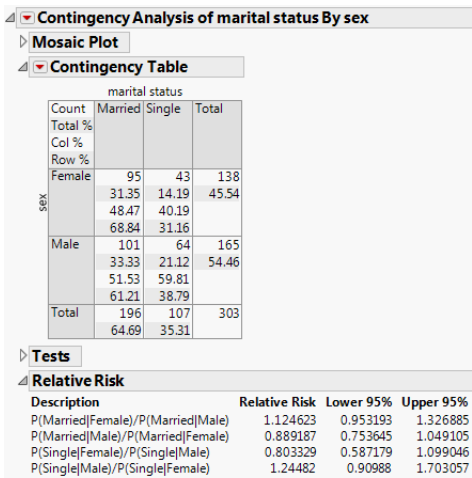 Contingency Analysis of marital status By sex
Mosaic Plot
Contingency Table
marital status
Count Married Single Total
Total %
Col %
Row %
sex
Female 95 43 138
31.35 14.19 45.54
48.47 40.19
68.84 31.16
Male 101 64 165
33.33 21.12 54.46
51.53 59.81
61.21 38.79
Total 196 107 303
64.69 35.31
Tests
Relative Risk
Description Relative Risk Lower 95% Upper 95%
P(Married|Female)/P(Married|Male) 1.124623 0.953193 1.326885
P(Married|Male)/P(Married|Female) 0.889187 0.753645 1.049105
P(Single|Female)/P(Single|Male) 0.803329 0.587179 1.099046
P(Single|Male)/P(Single|Female) 1.24482 0.90988 1.703057